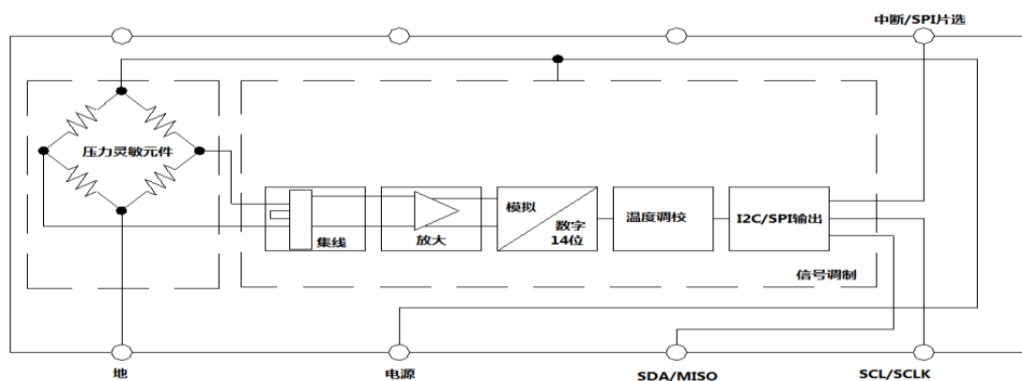 中断/SPI片选
压力灵敏元件
集线
放大
模拟
数字
14位
温度调校
I2C/SPI输出
信号调制
地
电源
SDA/MISO
SCL/SCLK